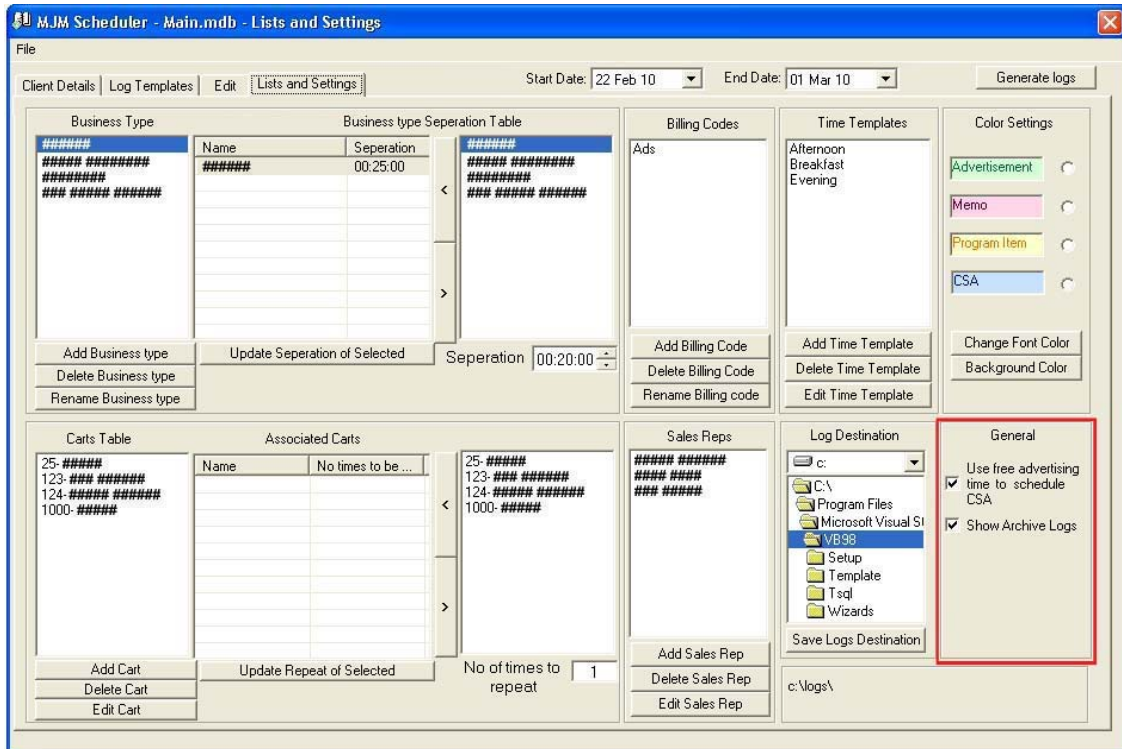 MJM Scheduler - Main.mdb - Lists and Settings
File
Client Details Log Templates Edit Lists and Settings Start Date: 22 Feb 10 End Date: 01 Mar 10 Generate logs
Business Type
######
##### ########
########
### ##### ######
Add Business type
Delete Business type
Rename Business type
Business type Seperation Table
Name Seperation
###### 00:25:00
Update Seperation of Selected
<
>
######
##### ########
########
### ##### ######
Seperation 00:20:00
Billing Codes
Ads
Add Billing Code
Delete Billing Code
Rename Billing code
Time Templates
Afternoon
Breakfast
Evening
Add Time Template
Delete Time Template
Edit Time Template
Color Settings
Advertisement
Memo
Program Item
CSA
Change Font Color
Background Color
Carts Table
25- #####
123- ### ######
124- ###### ######
1000- #####
Add Cart
Delete Cart
Edit Cart
Associated Carts
Name No times to be ...
Update Repeat of Selected
<
>
25- #####
123- ### ######
124- ###### ######
1000- #####
No of times to
repeat 1
Sales Reps
##### ######
#### ####
### #####
Add Sales Rep
Delete Sales Rep
Edit Sales Rep
Log Destination
c:
C:\
Program Files
Microsoft Visual St
VB98
Setup
Template
Tsql
Wizards
Save Logs Destination
c:\logs\
General
Use free advertising
time to schedule
CSA
Show Archive Logs